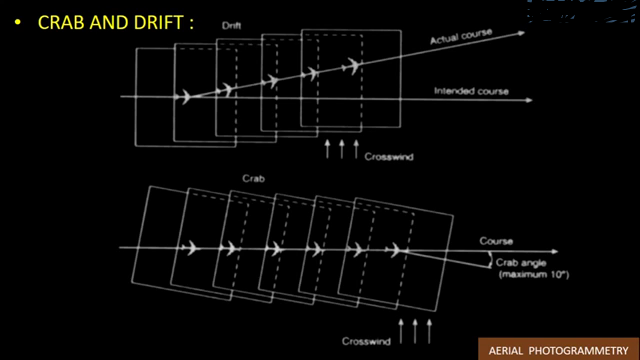 • CRAB AND DRIFT :
Drift
Actual course
Intended course
Crosswind
Crab
Course
Crab angle
(maximum 10°)
Crosswind
AERIAL PHOTOGRAMMETRY